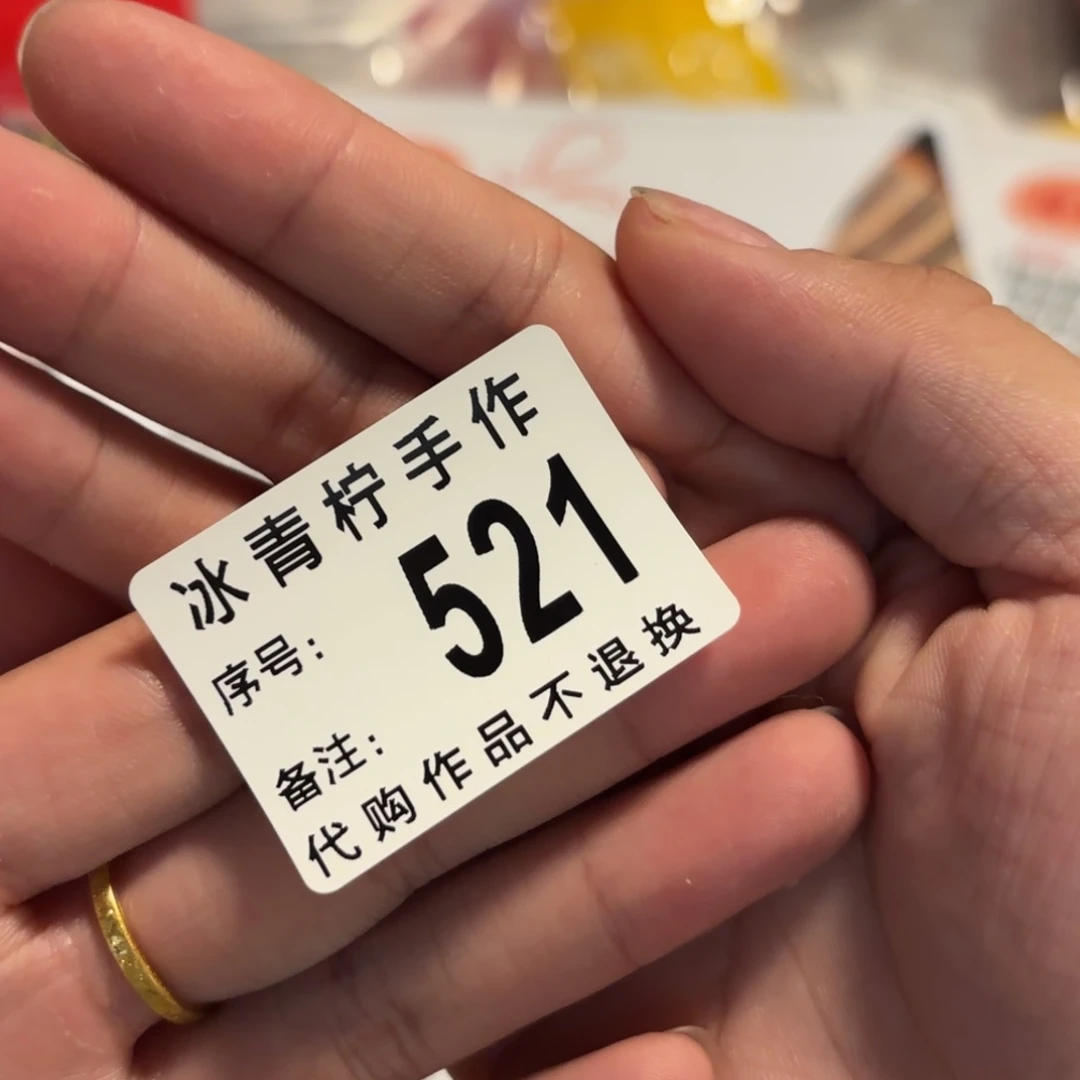 冰青柠手作
序号: 521
备注:
代购作品不退换